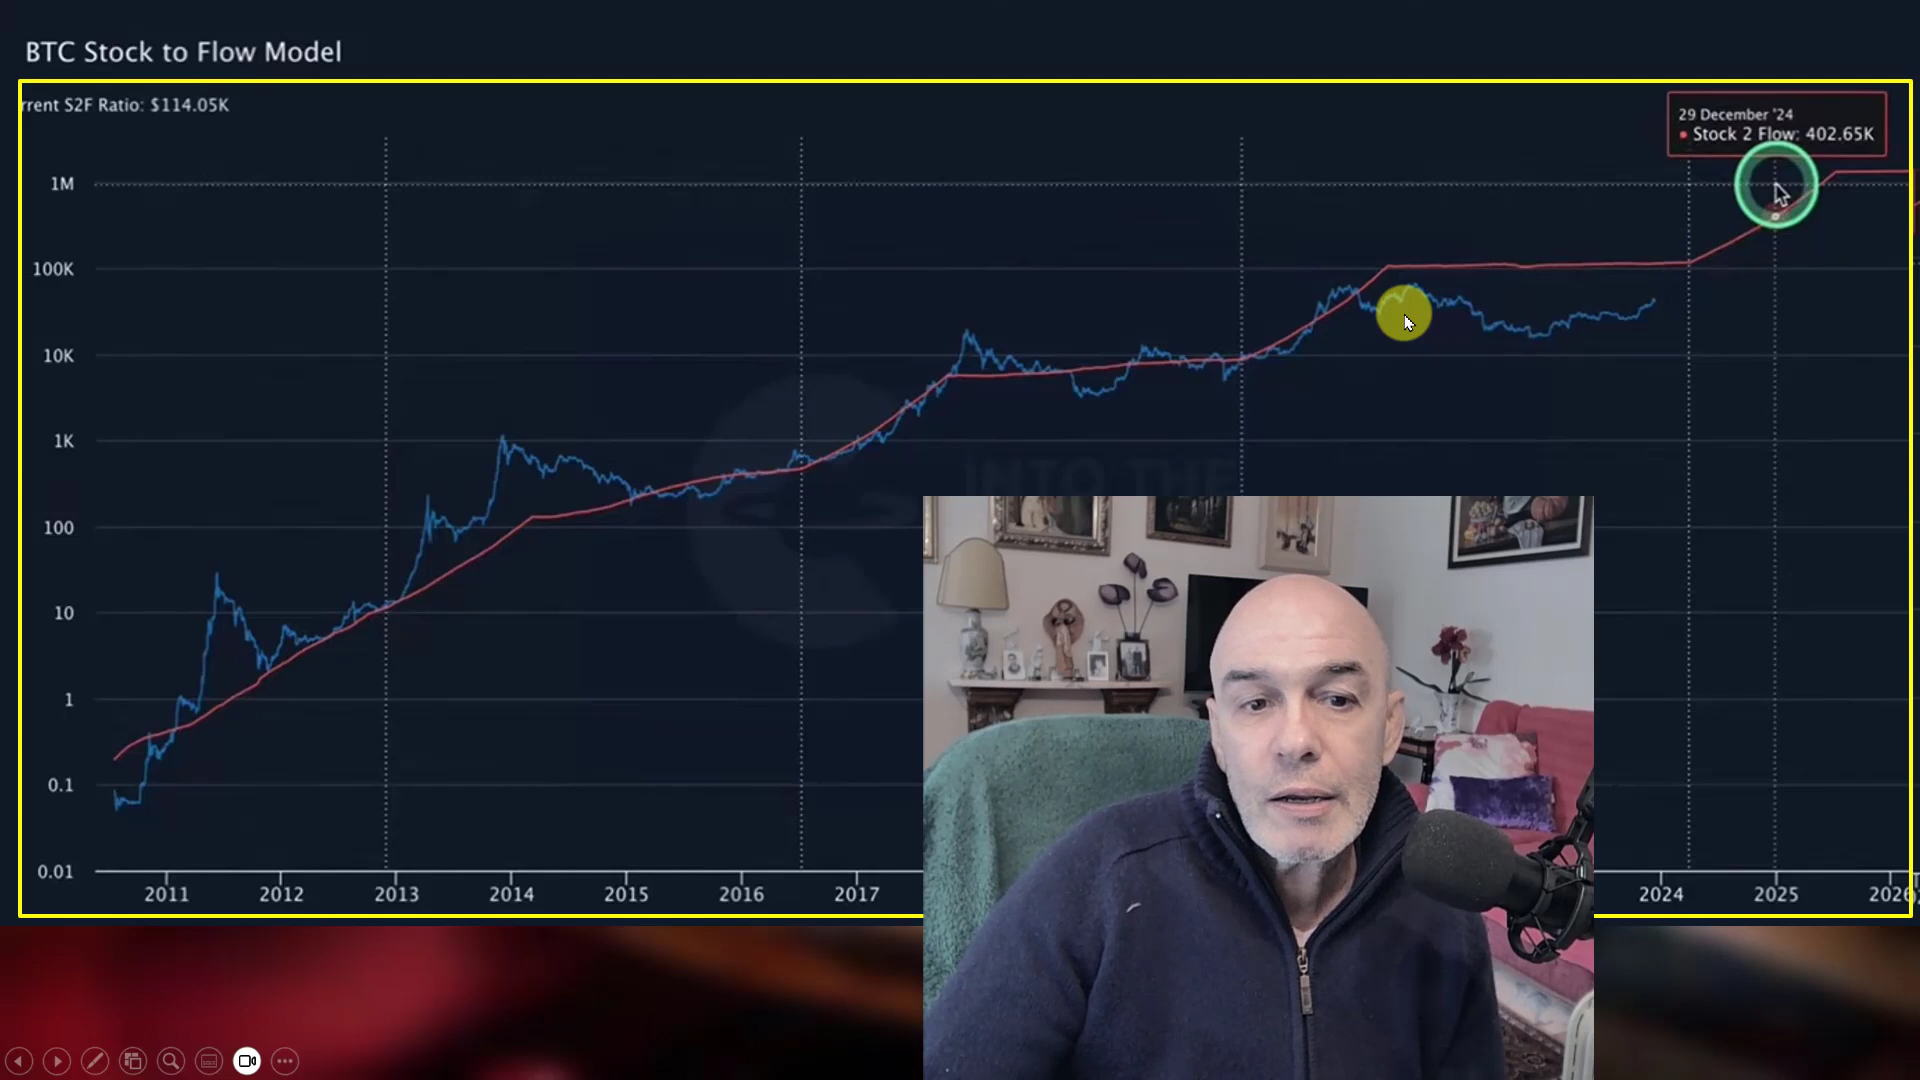 BTC Stock to Flow Model
rrent S2F Ratio: $114.05K
29 December '24
Stock 2 Flow: 402.65K
1M
100K
10K
1K
100
10
1
0.1
0.01
INTO THE
2011
2012
2013
2014
2015
2016
2017
2024
2025
2026